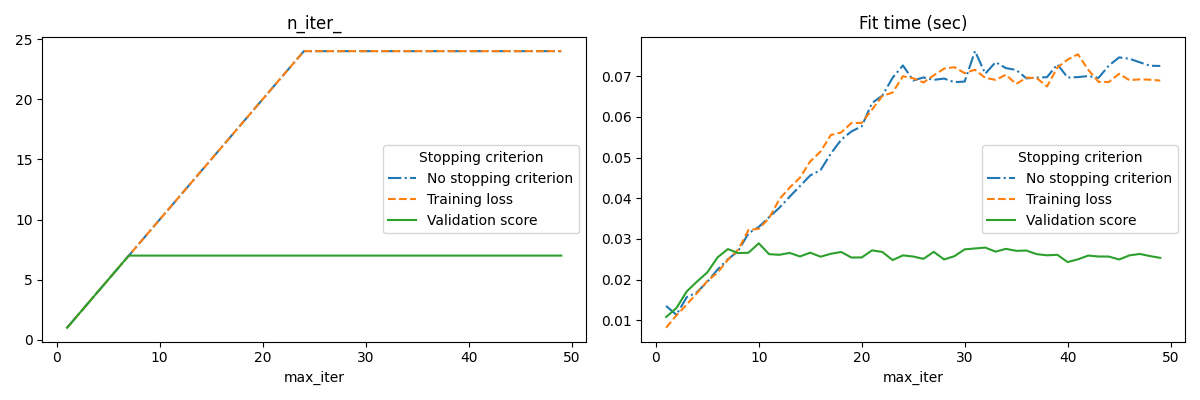 n_iter_
25
20
15
10
5
0
Stopping criterion
No stopping criterion
Training loss
Validation score
0 10 20 30 40 50
max_iter
Fit time (sec)
0.07
0.06
0.05
0.04
0.03
0.02
0.01
Stopping criterion
No stopping criterion
Training loss
Validation score
0 10 20 30 40 50
max_iter